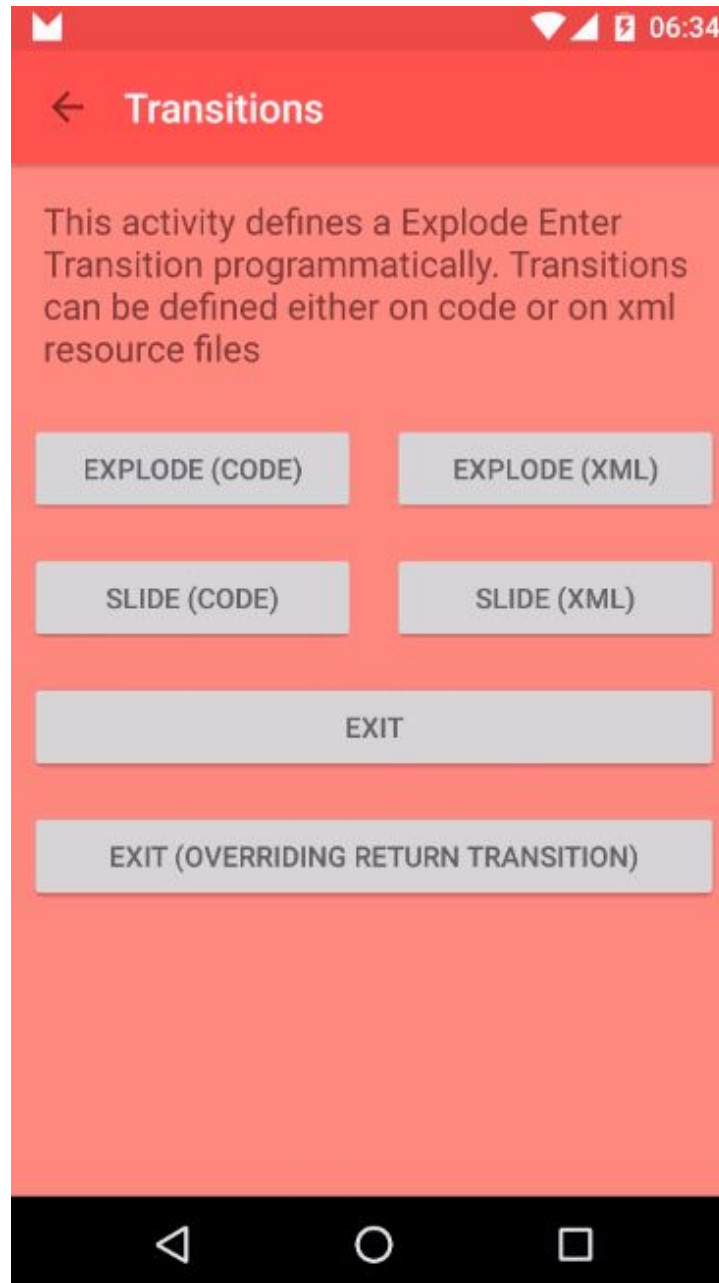 06:34
Transitions
This activity defines a Explode Enter
Transition programmatically. Transitions
can be defined either on code or on xml
resource files
EXPLODE (CODE)
EXPLODE (XML)
SLIDE (CODE)
SLIDE (XML)
EXIT
EXIT (OVERRIDING RETURN TRANSITION)